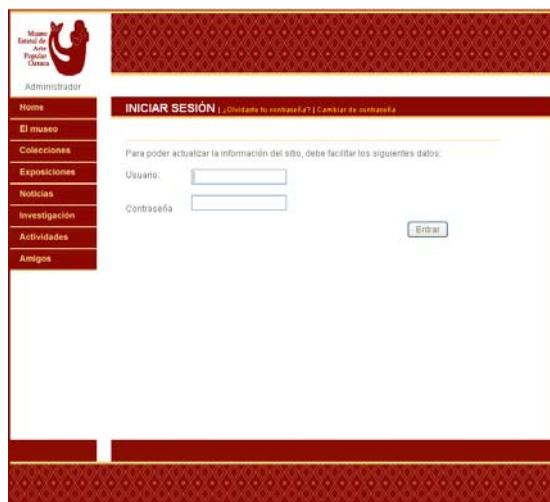 Museo
Estatal de
Arte
Popular
Oaxaca
Administrador
Home
El museo
Colecciones
Exposiciones
Noticias
Investigación
Actividades
Amigos
INICIAR SESIÓN | ¿Olvidaste tu contraseña? | Cambiar de contraseña
Para poder actualizar la información del sitio, debe facilitar los siguientes datos:
Usuario:
Contraseña
Entrar